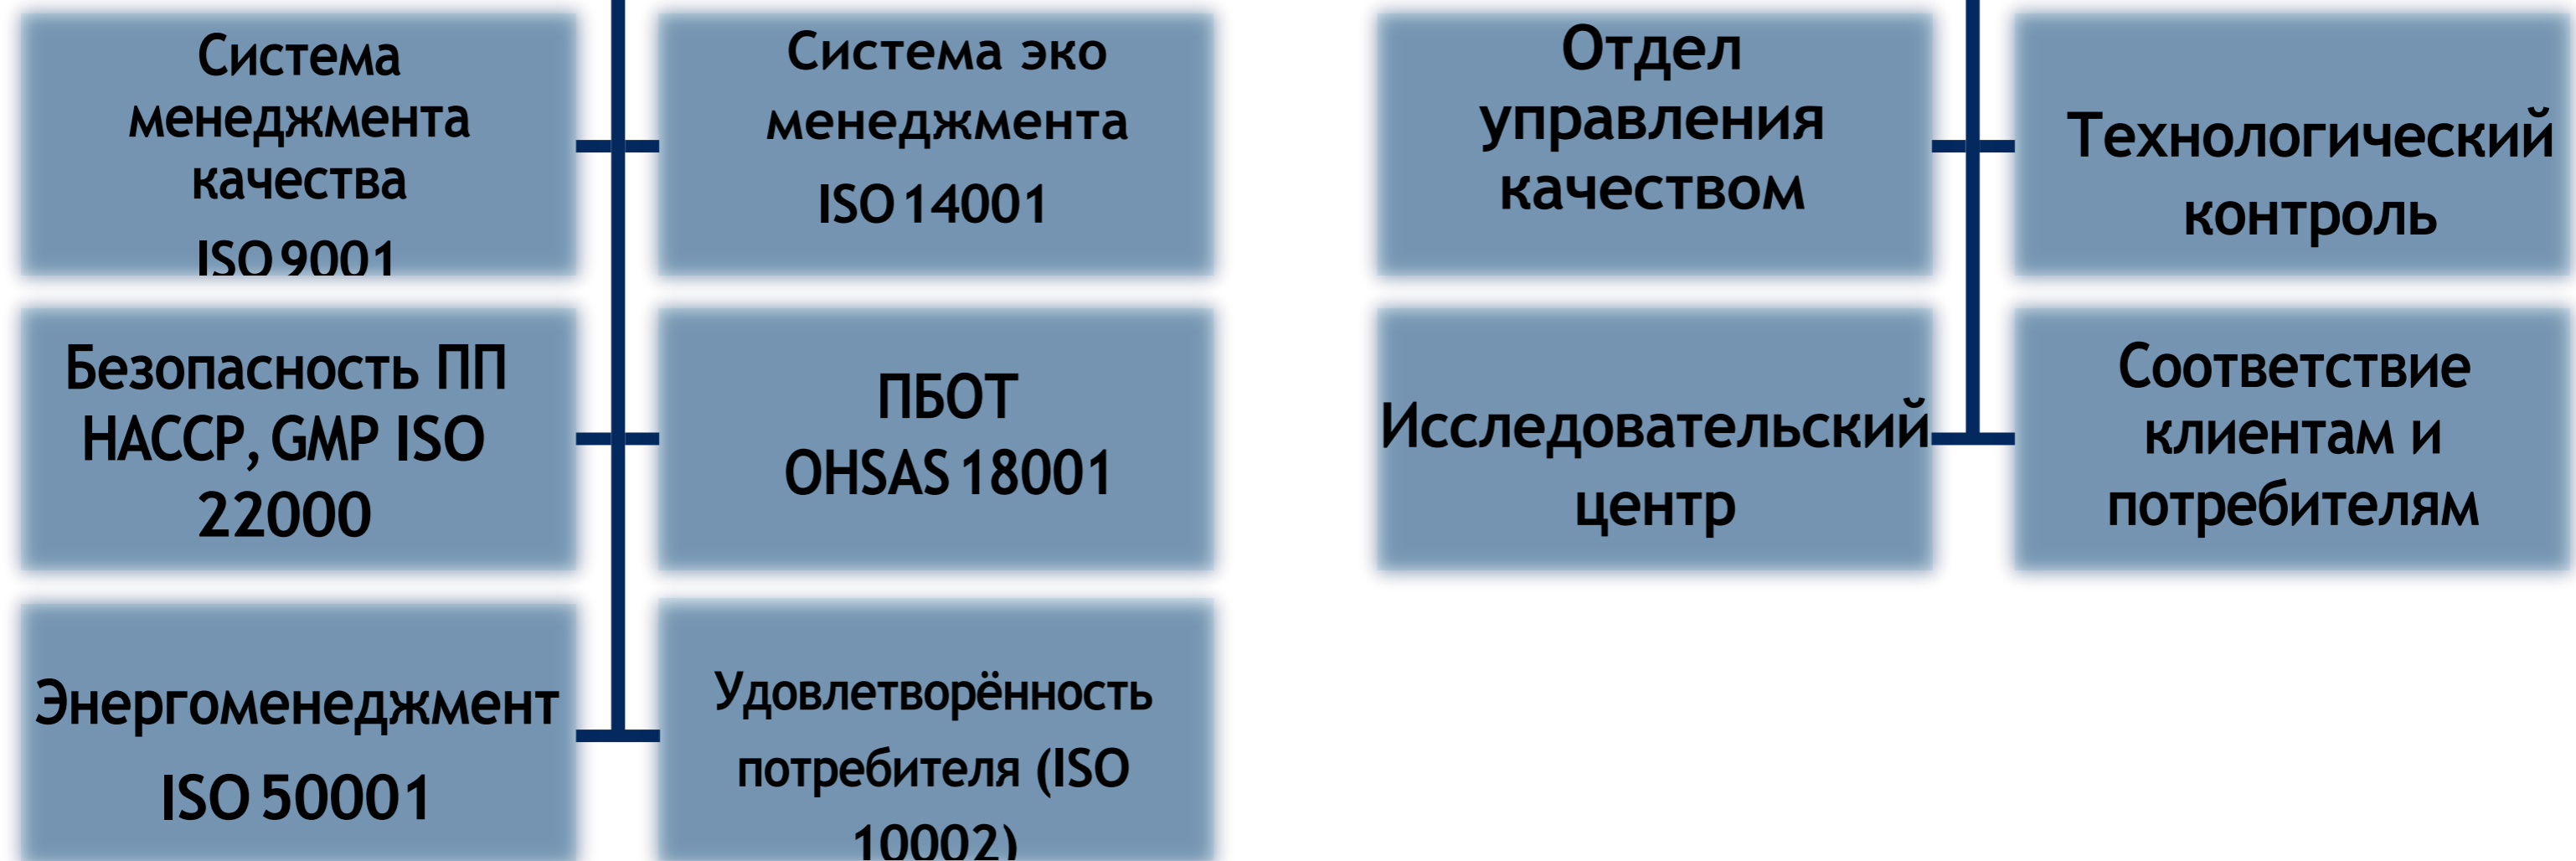 Система
менеджмента
качества
ISO 9001
Система эко
менеджмента
ISO 14001
Отдел
управления
качеством
Технологический
контроль
Безопасность ПП
HACCP, GMP ISO
22000
ПБОТ
OHSAS 18001
Исследовательский
центр
Соответствие
клиентам и
потребителям
Энергоменеджмент
ISO 50001
Удовлетворённость
потребителя (ISO
10002)